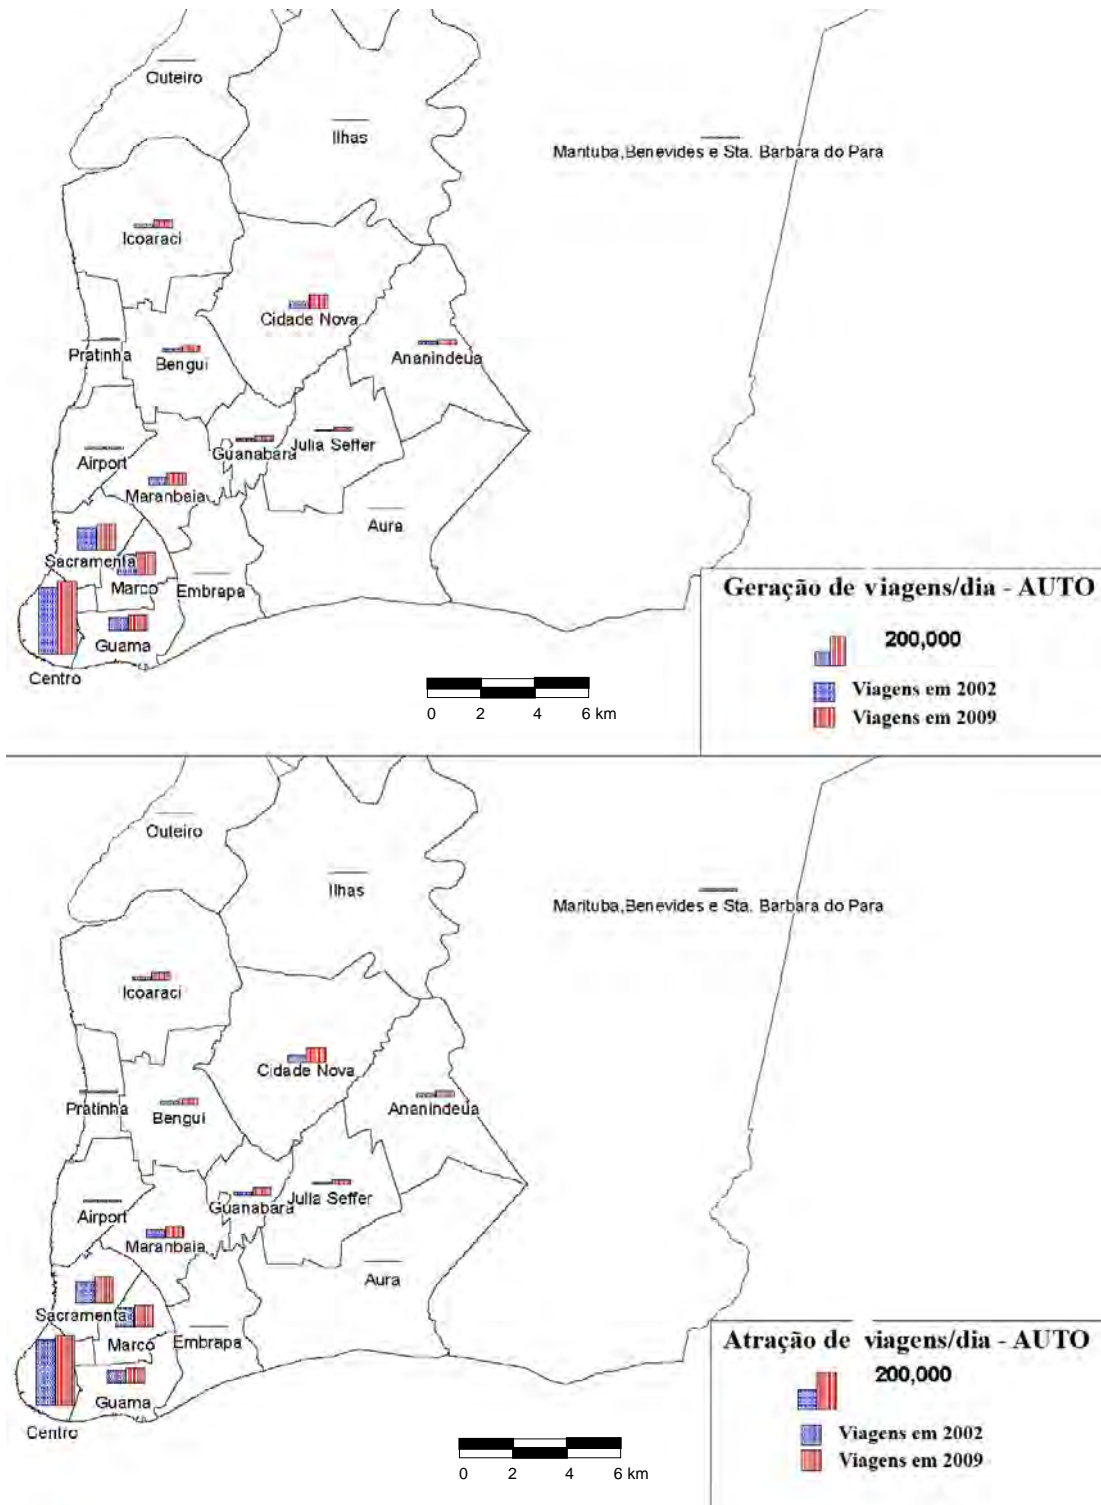 Outeiro
Ilhas
Marituba,Benevides e Sta. Barbara do Para
Icoaraci
Cidade Nova
Pratinha
Bengui
Ananindeua
Guanabara
Julia Seffer
Airport
Maranbaia
Aura
Sacramenta
Marco
Embrapa
Guama
Centro
0 2 4 6 km
Geração de viagens/dia - AUTO
200,000
Viagens em 2002
Viagens em 2009
Outeiro
Ilhas
Marituba,Benevides e Sta. Barbara do Para
Icoaraci
Cidade Nova
Pratinha
Bengui
Ananindeua
Guanabara
Julia Seffer
Airport
Maranbaia
Aura
Sacramenta
Marco
Embrapa
Guama
Centro
0 2 4 6 km
Atração de viagens/dia - AUTO
200,000
Viagens em 2002
Viagens em 2009